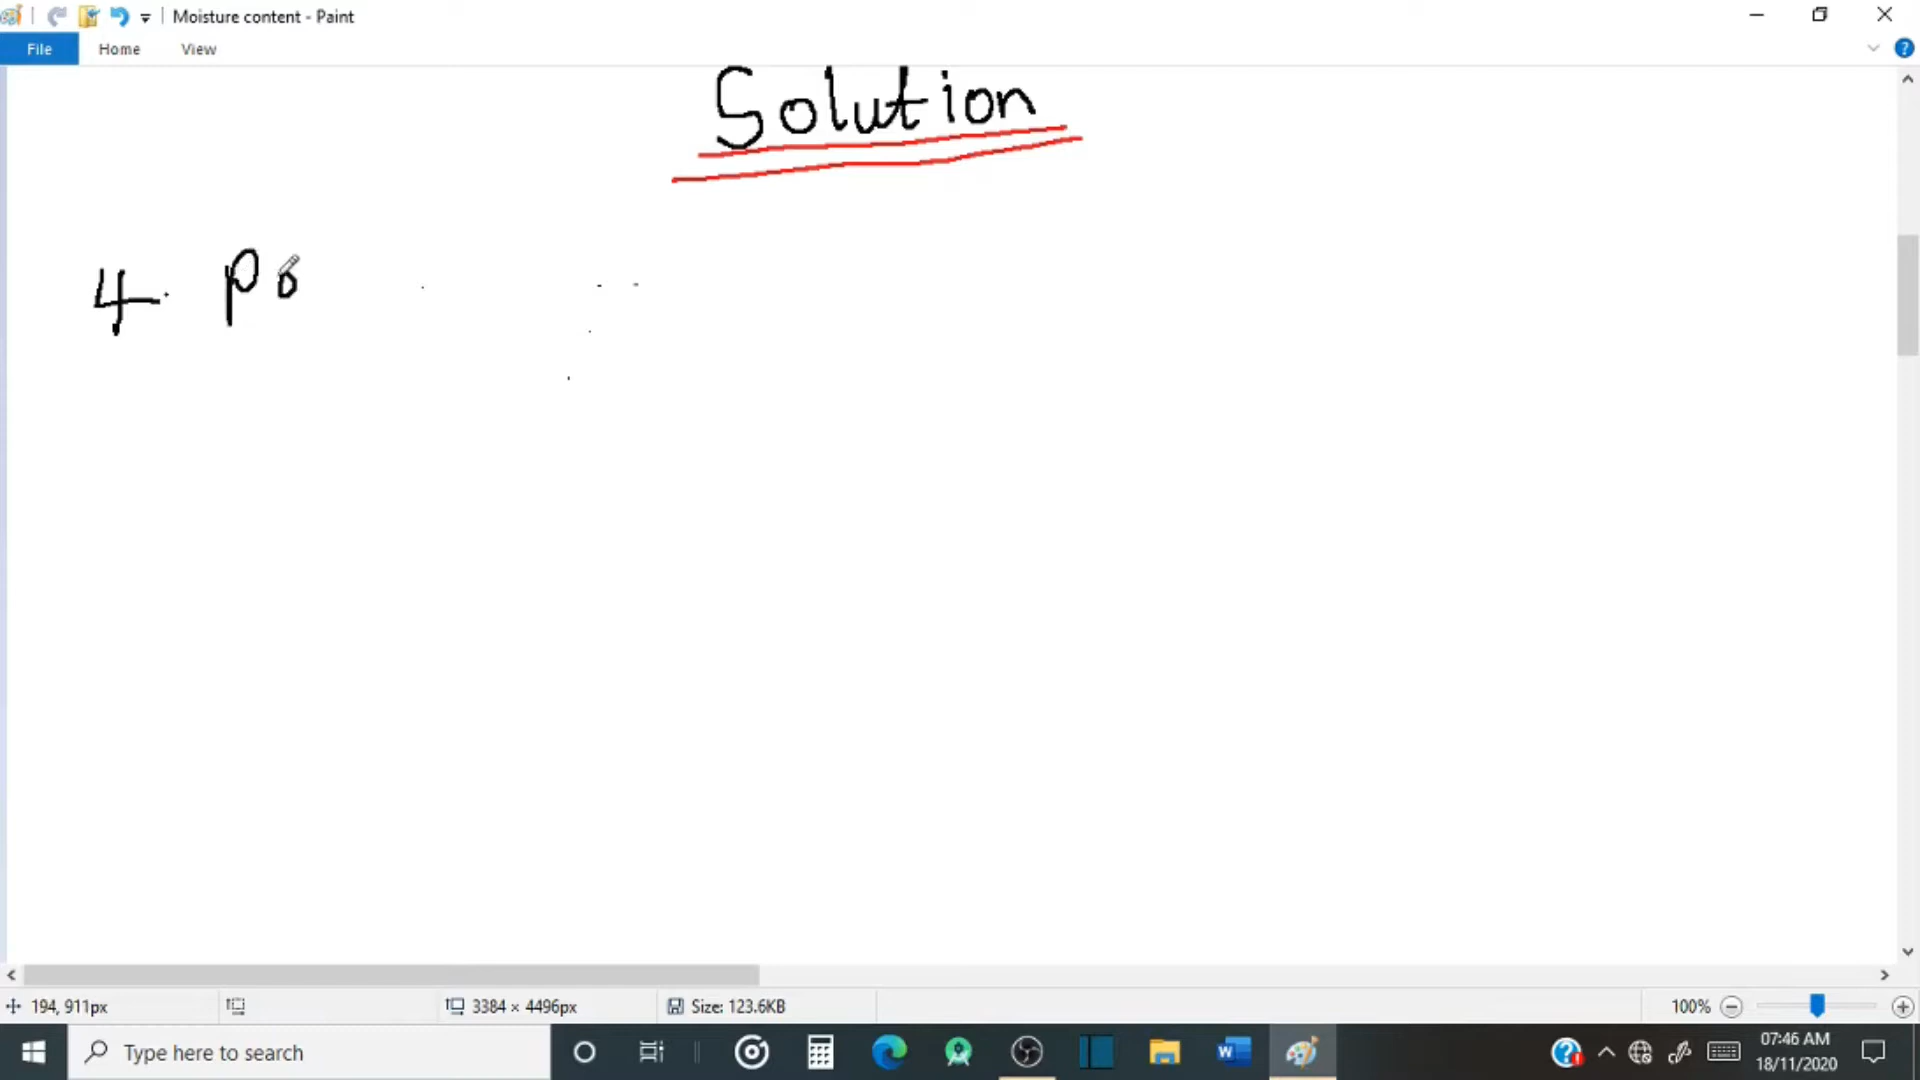 Moisture content - Paint
File Home View
Solution
4. Po
194, 911px
3384 × 4496px
Size: 123.6KB
100%
Type here to search
07:46 AM
18/11/2020